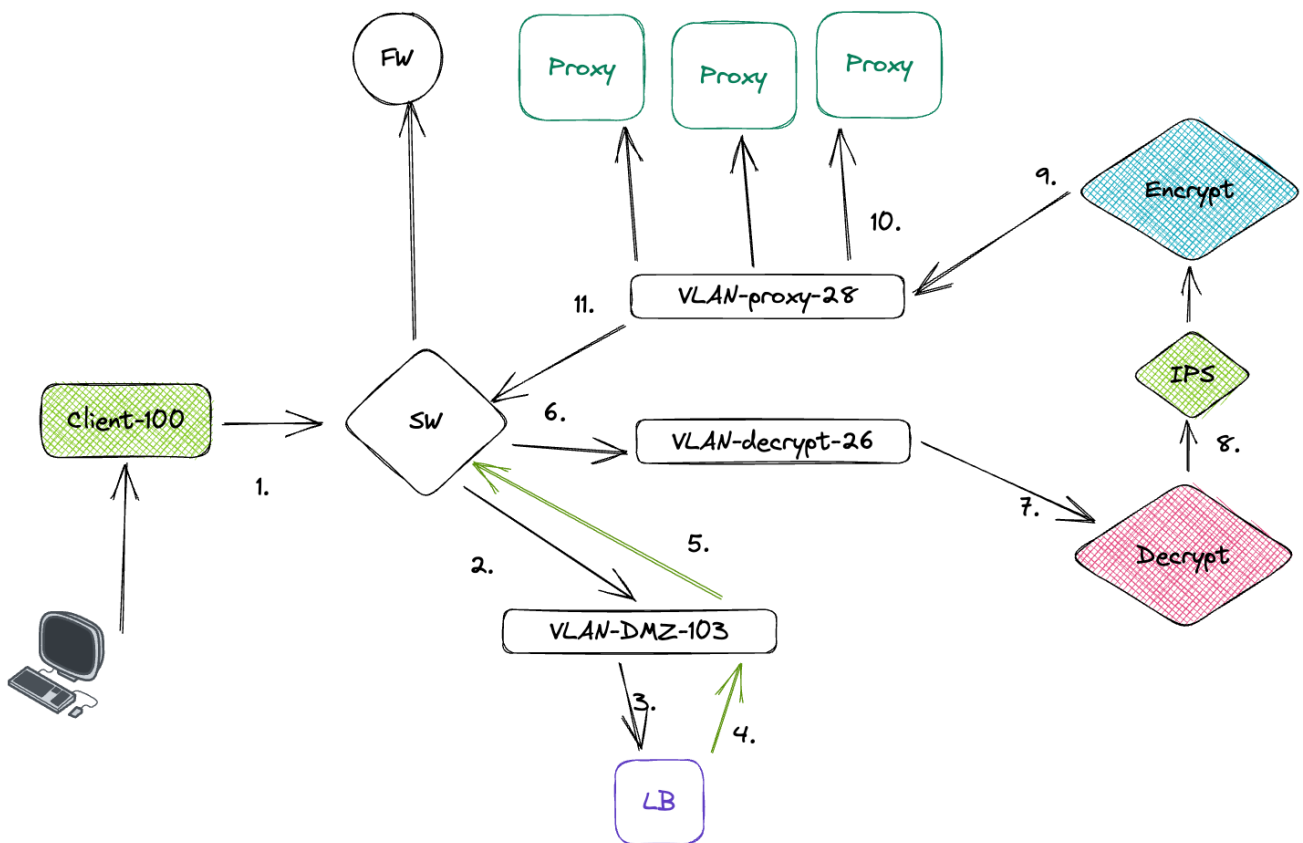 FW
Proxy
Proxy
Proxy
Encrypt
9.
10.
VLAN-proxy-28
11.
IPS
Client-100
SW
6.
VLAN-decrypt-26
8.
1.
7.
Decrypt
5.
2.
VLAN-DMZ-103
3.
4.
LB